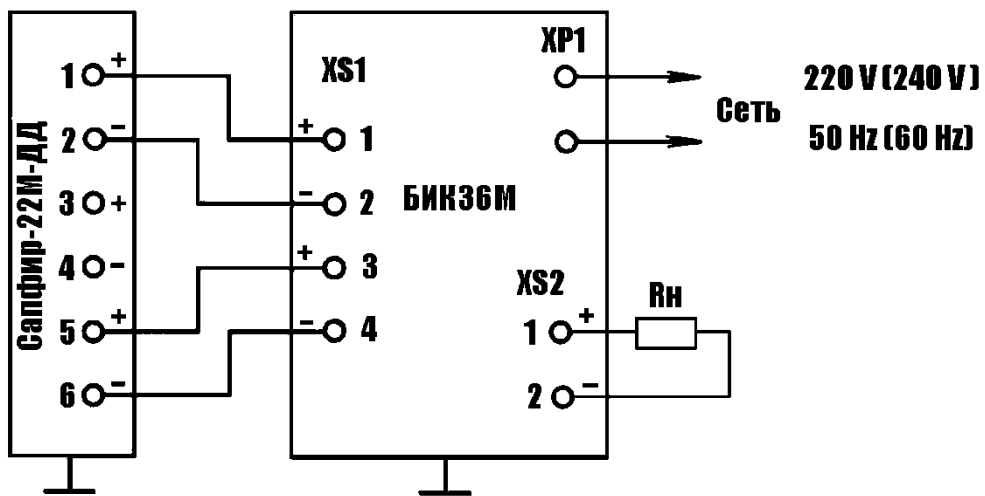 Сапфир-22М-ДД
1 +
2 −
3 +
4 −
5 +
6 −
XS1
+ 1
− 2
+ 3
− 4
БИК36М
XP1
Сеть
220 V (240 V)
50 Hz (60 Hz)
XS2
1 +
2 −
Rн